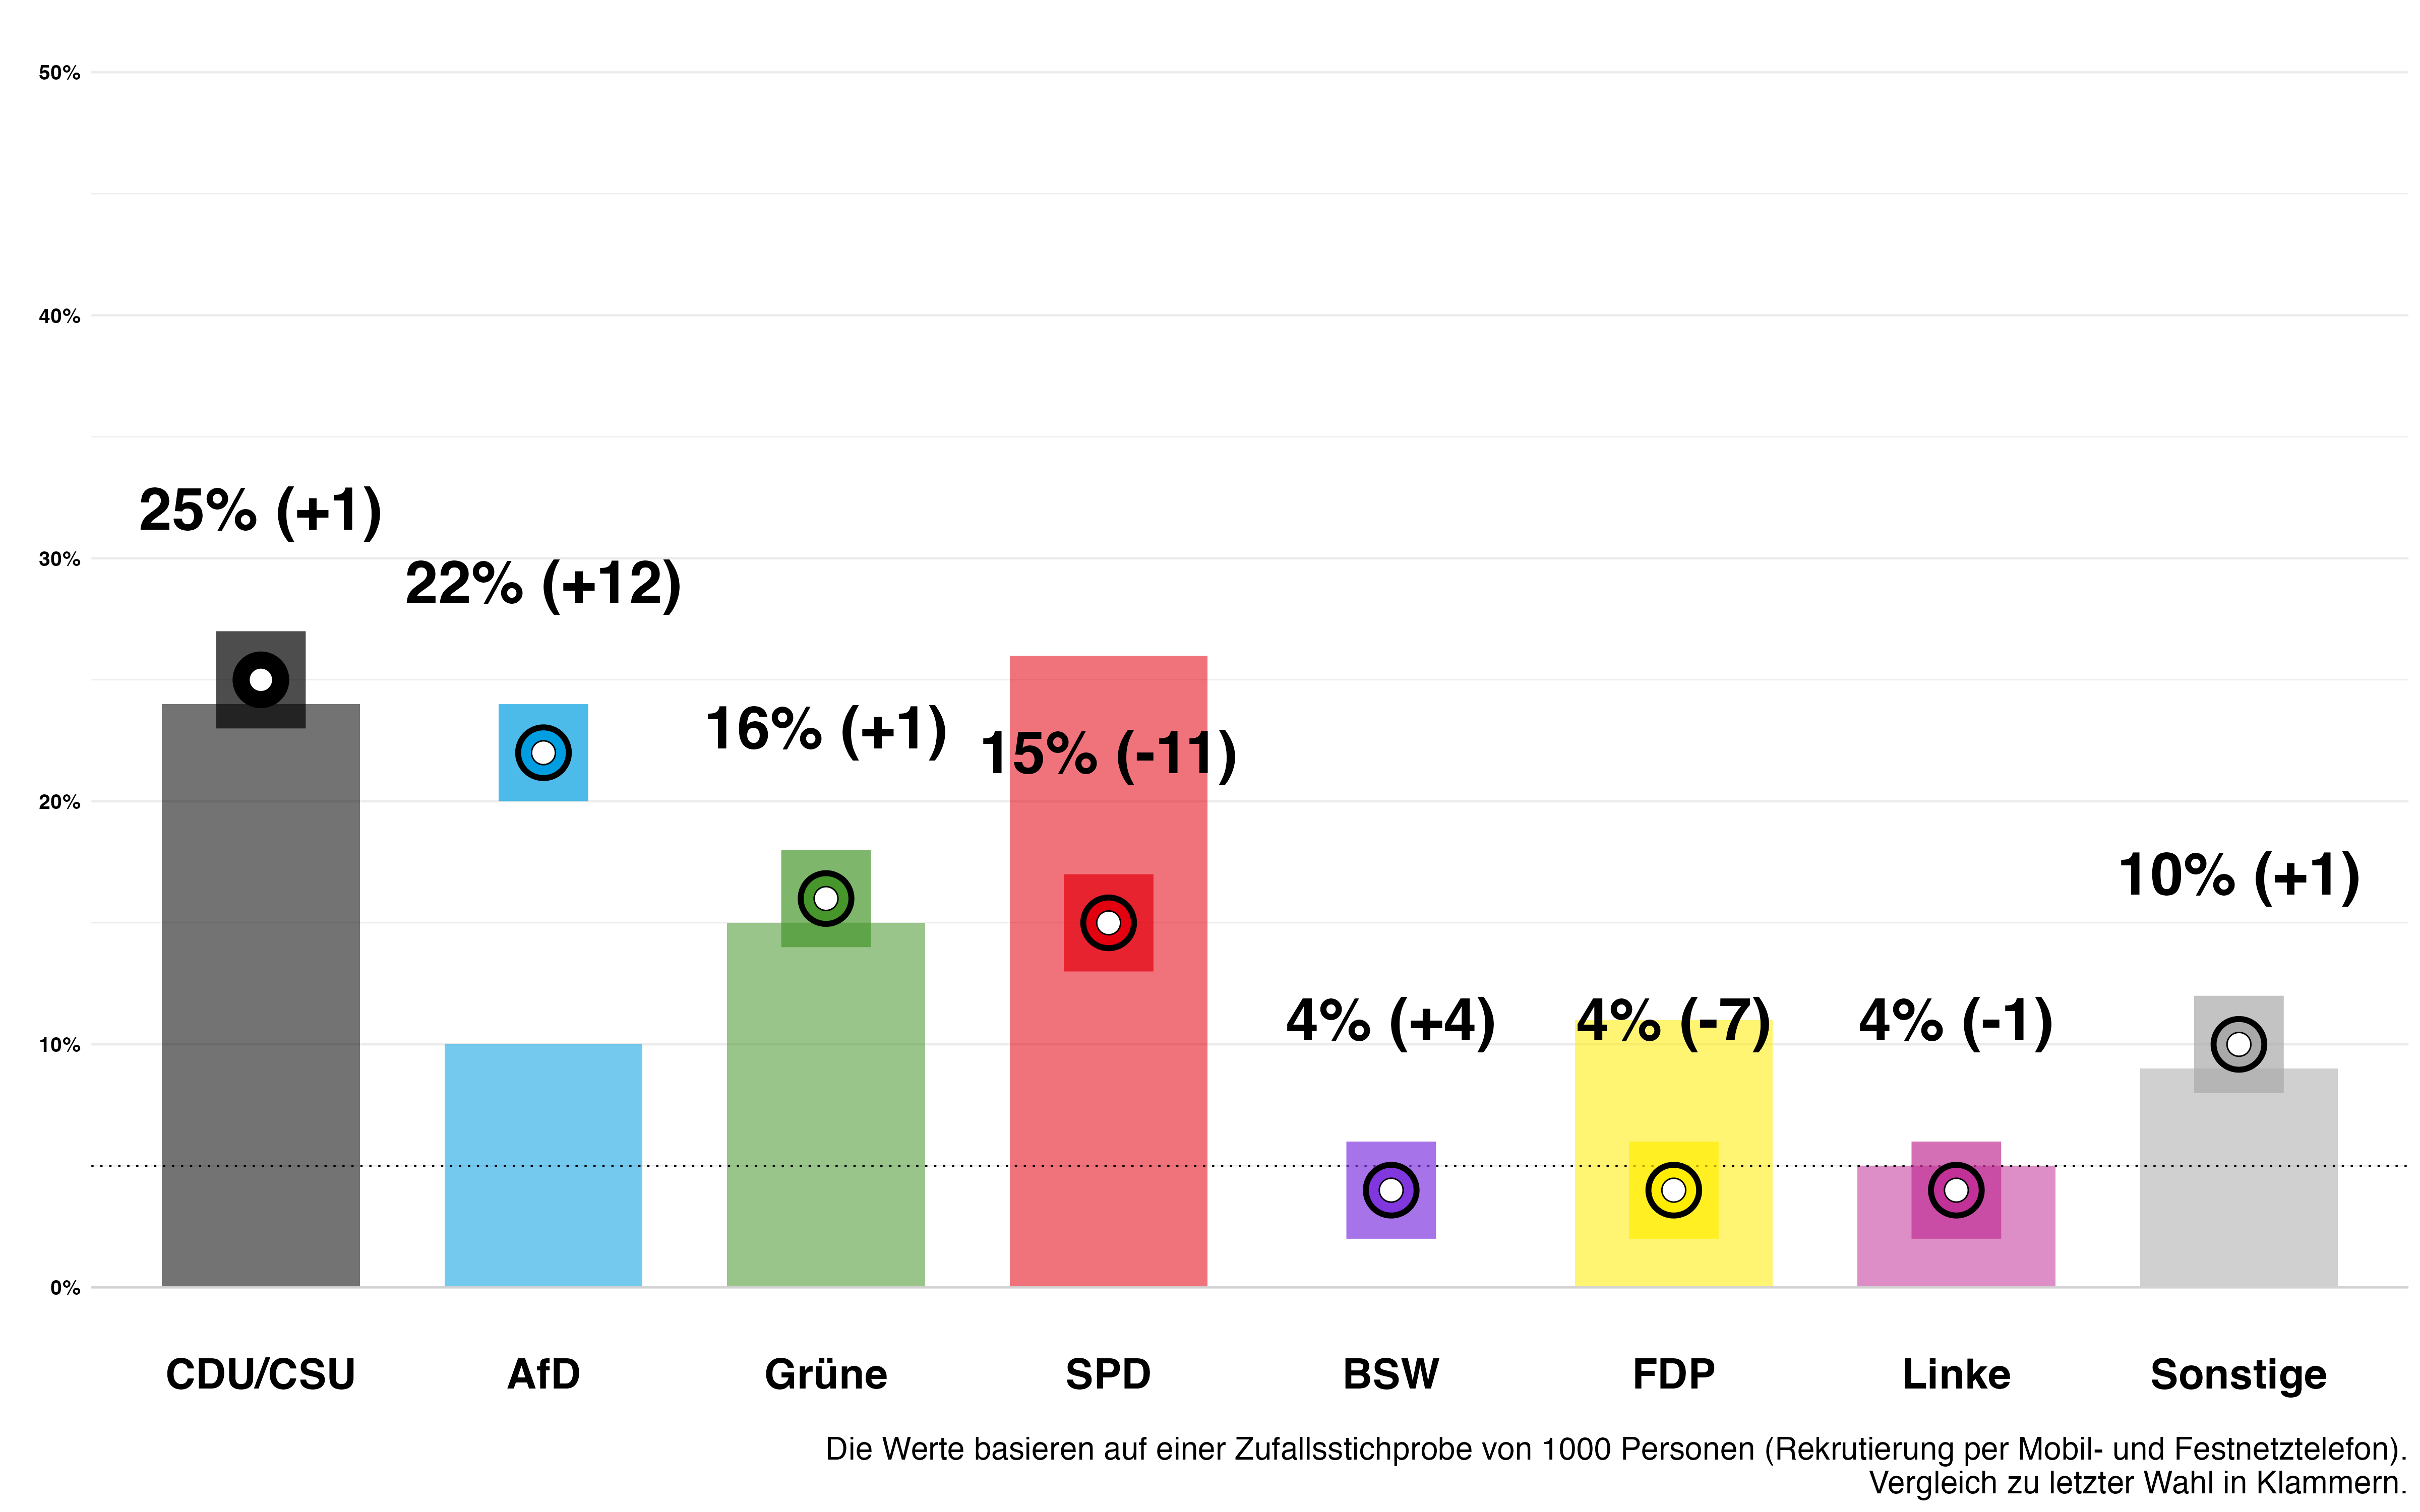 50%
40%
30%
20%
10%
0%
25% (+1)
22% (+12)
16% (+1)
15% (-11)
4% (+4)
4% (-7)
4% (-1)
10% (+1)
CDU/CSU
AfD
Grüne
SPD
BSW
FDP
Linke
Sonstige
Die Werte basieren auf einer Zufallsstichprobe von 1000 Personen (Rekrutierung per Mobil- und Festnetztelefon).
Vergleich zu letzter Wahl in Klammern.